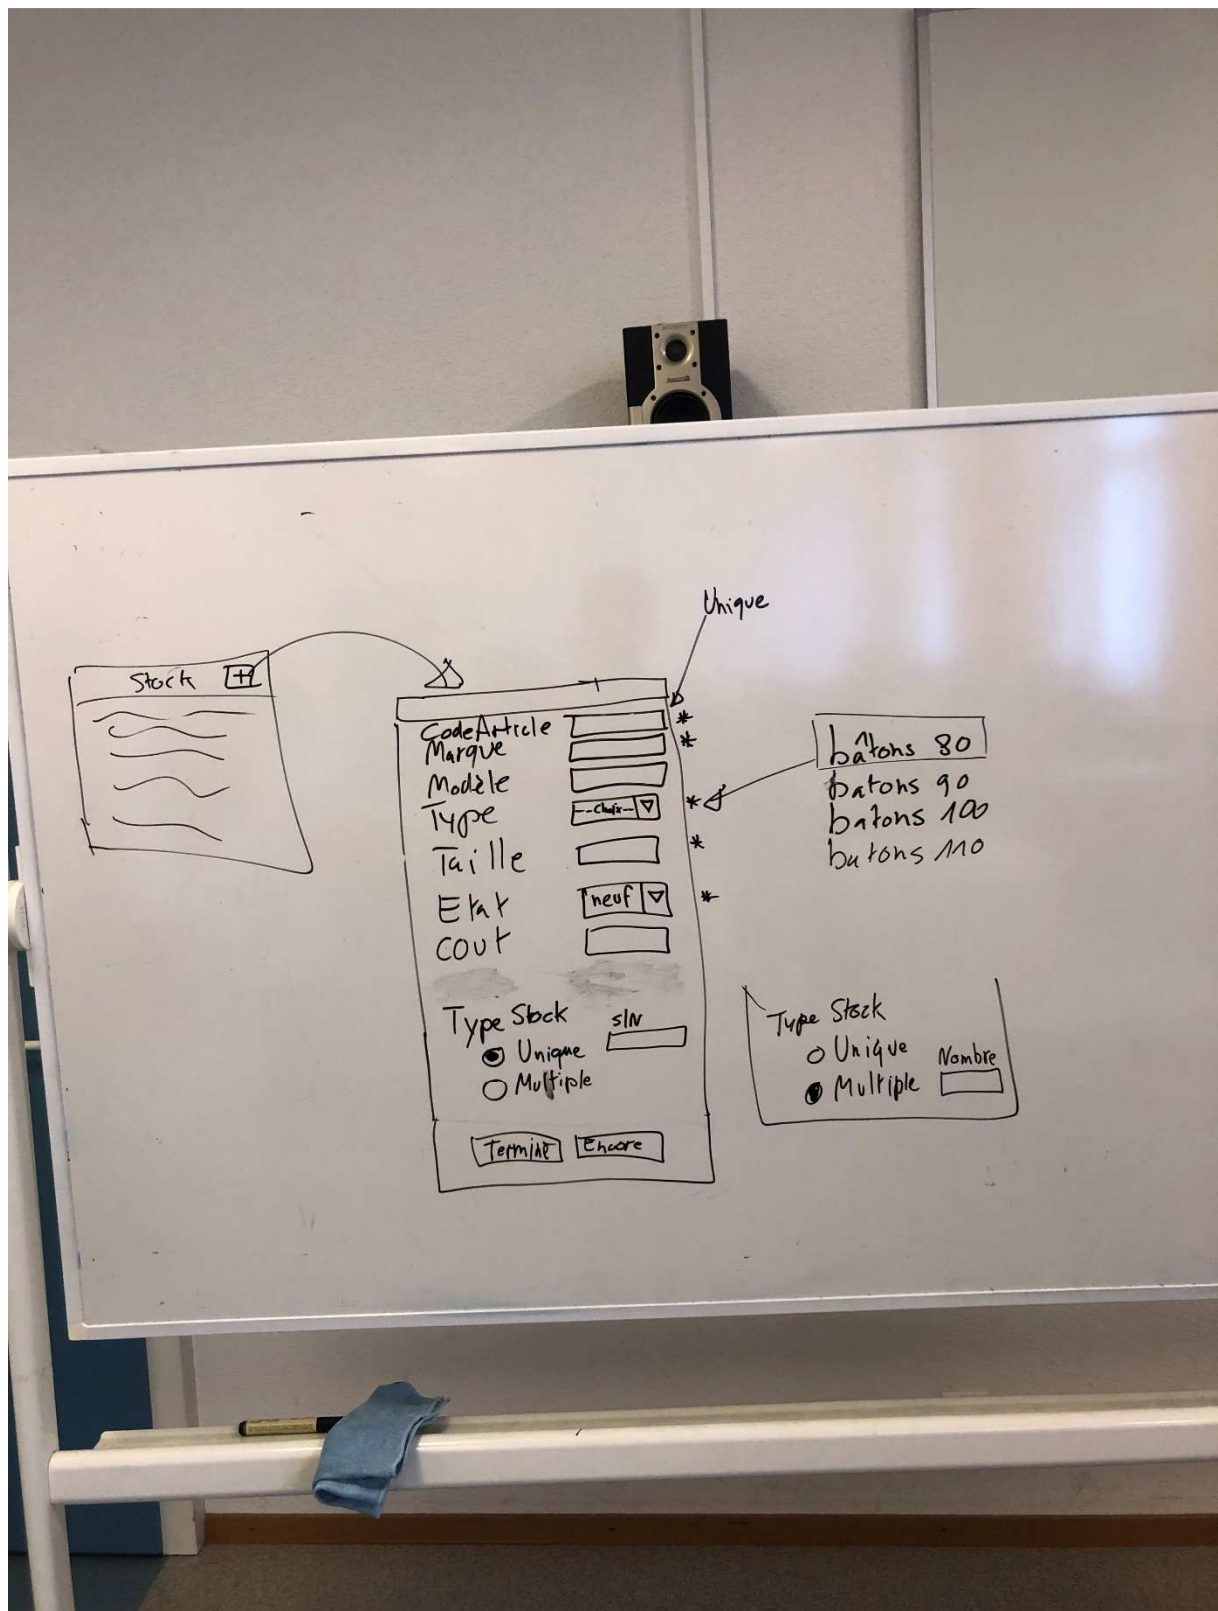 Unique
Stock +
CodeArticle *
Marque *
Modèle
Type --Choix-- *
Taille *
Etat neuf *
Cout
Type Stock S/N
Unique
Multiple
Terminé Encore
bâtons 80
batons 90
batons 100
batons 110
Type Stock
Unique
Multiple Nombre